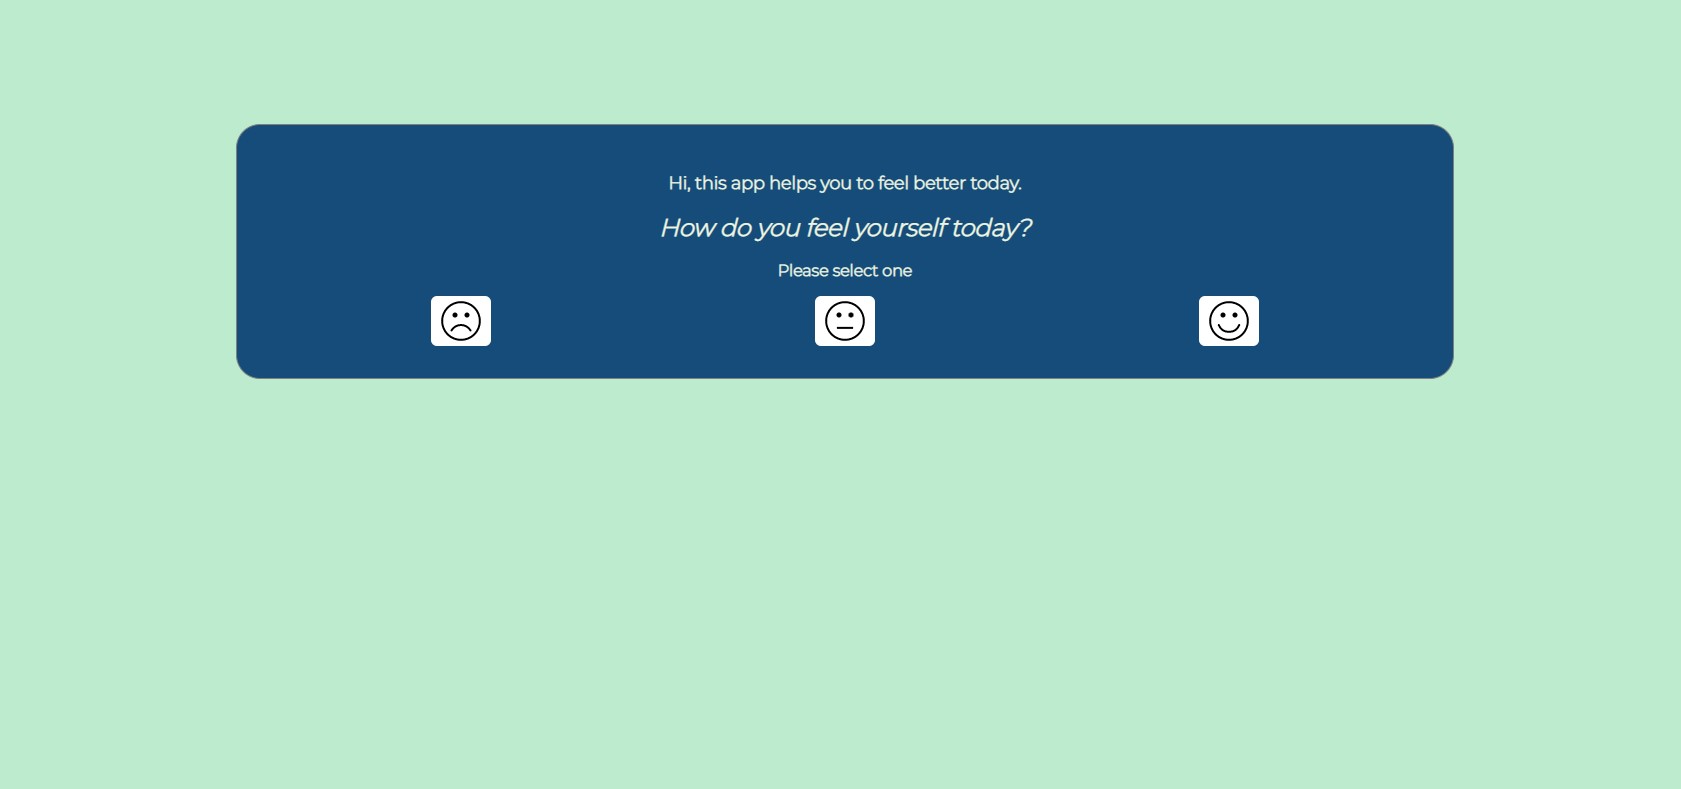 Hi, this app helps you to feel better today.
How do you feel yourself today?
Please select one